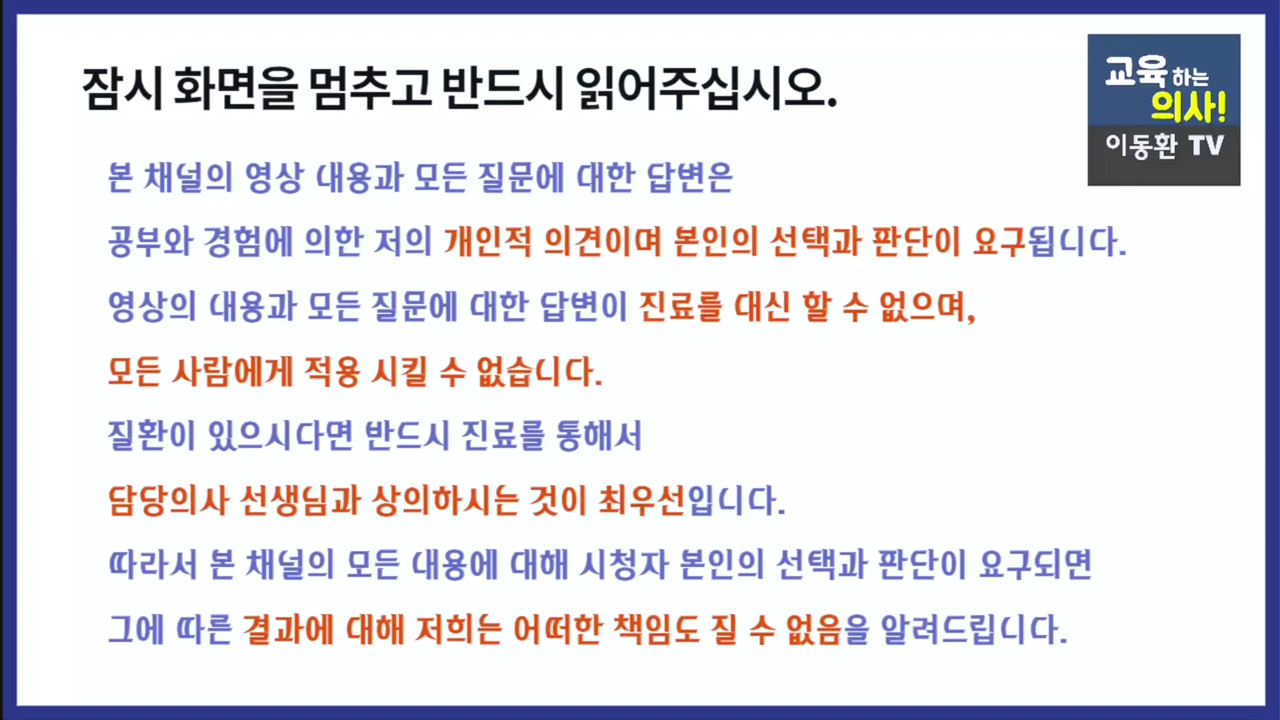 잠시 화면을 멈추고 반드시 읽어주십시오.
교육하는
의사!
이동환 TV
본 채널의 영상 내용과 모든 질문에 대한 답변은
공부와 경험에 의한 저의 개인적 의견이며 본인의 선택과 판단이 요구됩니다.
영상의 내용과 모든 질문에 대한 답변이 진료를 대신 할 수 없으며,
모든 사람에게 적용 시킬 수 없습니다.
질환이 있으시다면 반드시 진료를 통해서
담당의사 선생님과 상의하시는 것이 최우선입니다.
따라서 본 채널의 모든 내용에 대해 시청자 본인의 선택과 판단이 요구되면
그에 따른 결과에 대해 저희는 어떠한 책임도 질 수 없음을 알려드립니다.